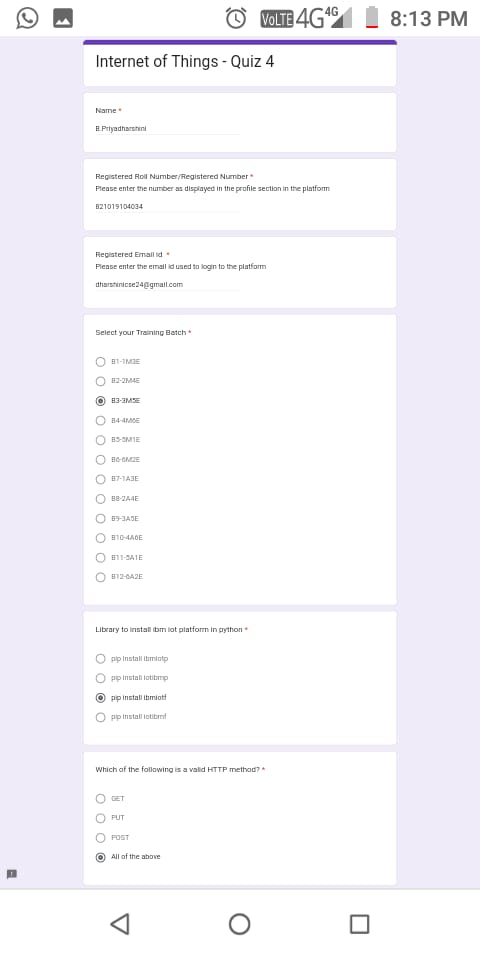 VoLTE 4G 4G 8:13 PM
Internet of Things - Quiz 4
Name *
B.Priyadharshini
Registered Roll Number/Registered Number *
Please enter the number as displayed in the profile section in the platform
821019104034
Registered Email id *
Please enter the email id used to login to the platform
dharshinicse24@gmail.com
Select your Training Batch *
B1-1M3E
B2-2M4E
B3-3M5E
B4-4M6E
B5-5M1E
B6-6M2E
B7-1A3E
B8-2A4E
B9-3A5E
B10-4A6E
B11-5A1E
B12-6A2E
Library to install ibm iot platform in python *
pip install ibmiotp
pip install iotibmp
pip install ibmiotf
pip install iotibmf
Which of the following is a valid HTTP method? *
GET
PUT
POST
All of the above